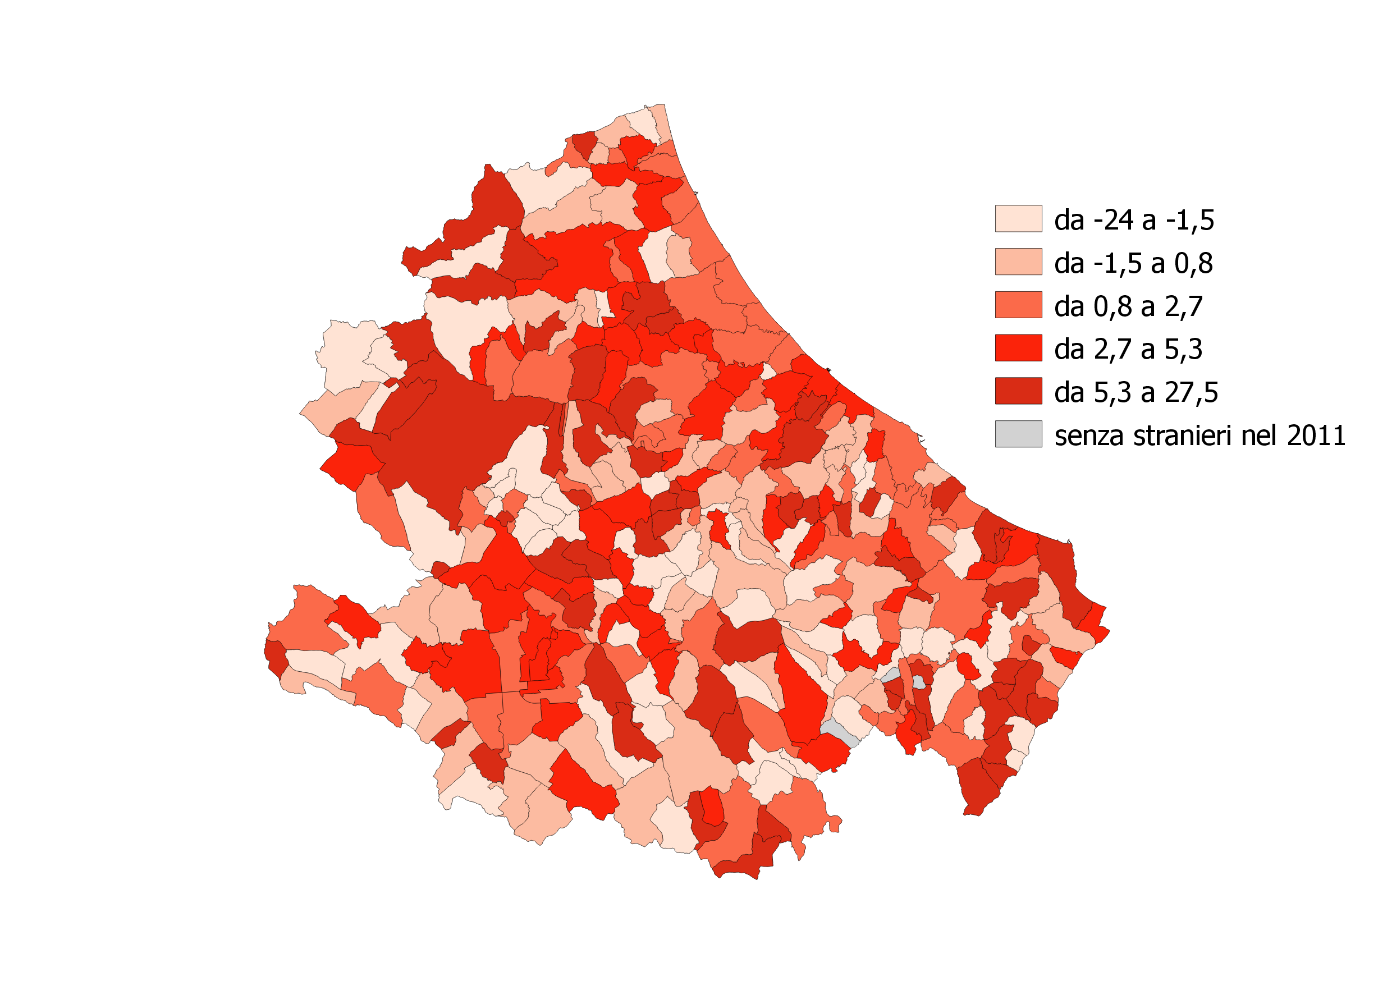 da -24 a -1,5
da -1,5 a 0,8
da 0,8 a 2,7
da 2,7 a 5,3
da 5,3 a 27,5
senza stranieri nel 2011